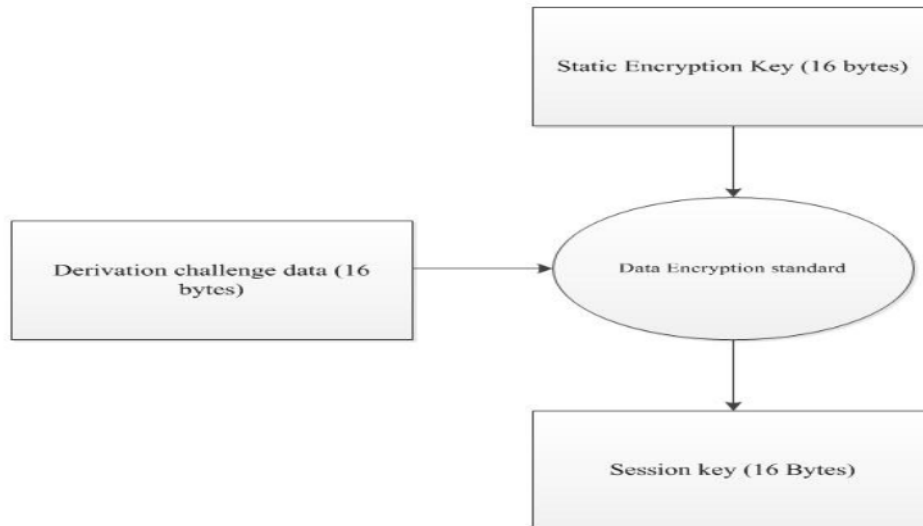 Static Encryption Key (16 bytes)
Derivation challenge data (16
bytes)
Data Encryption standard
Session key (16 Bytes)